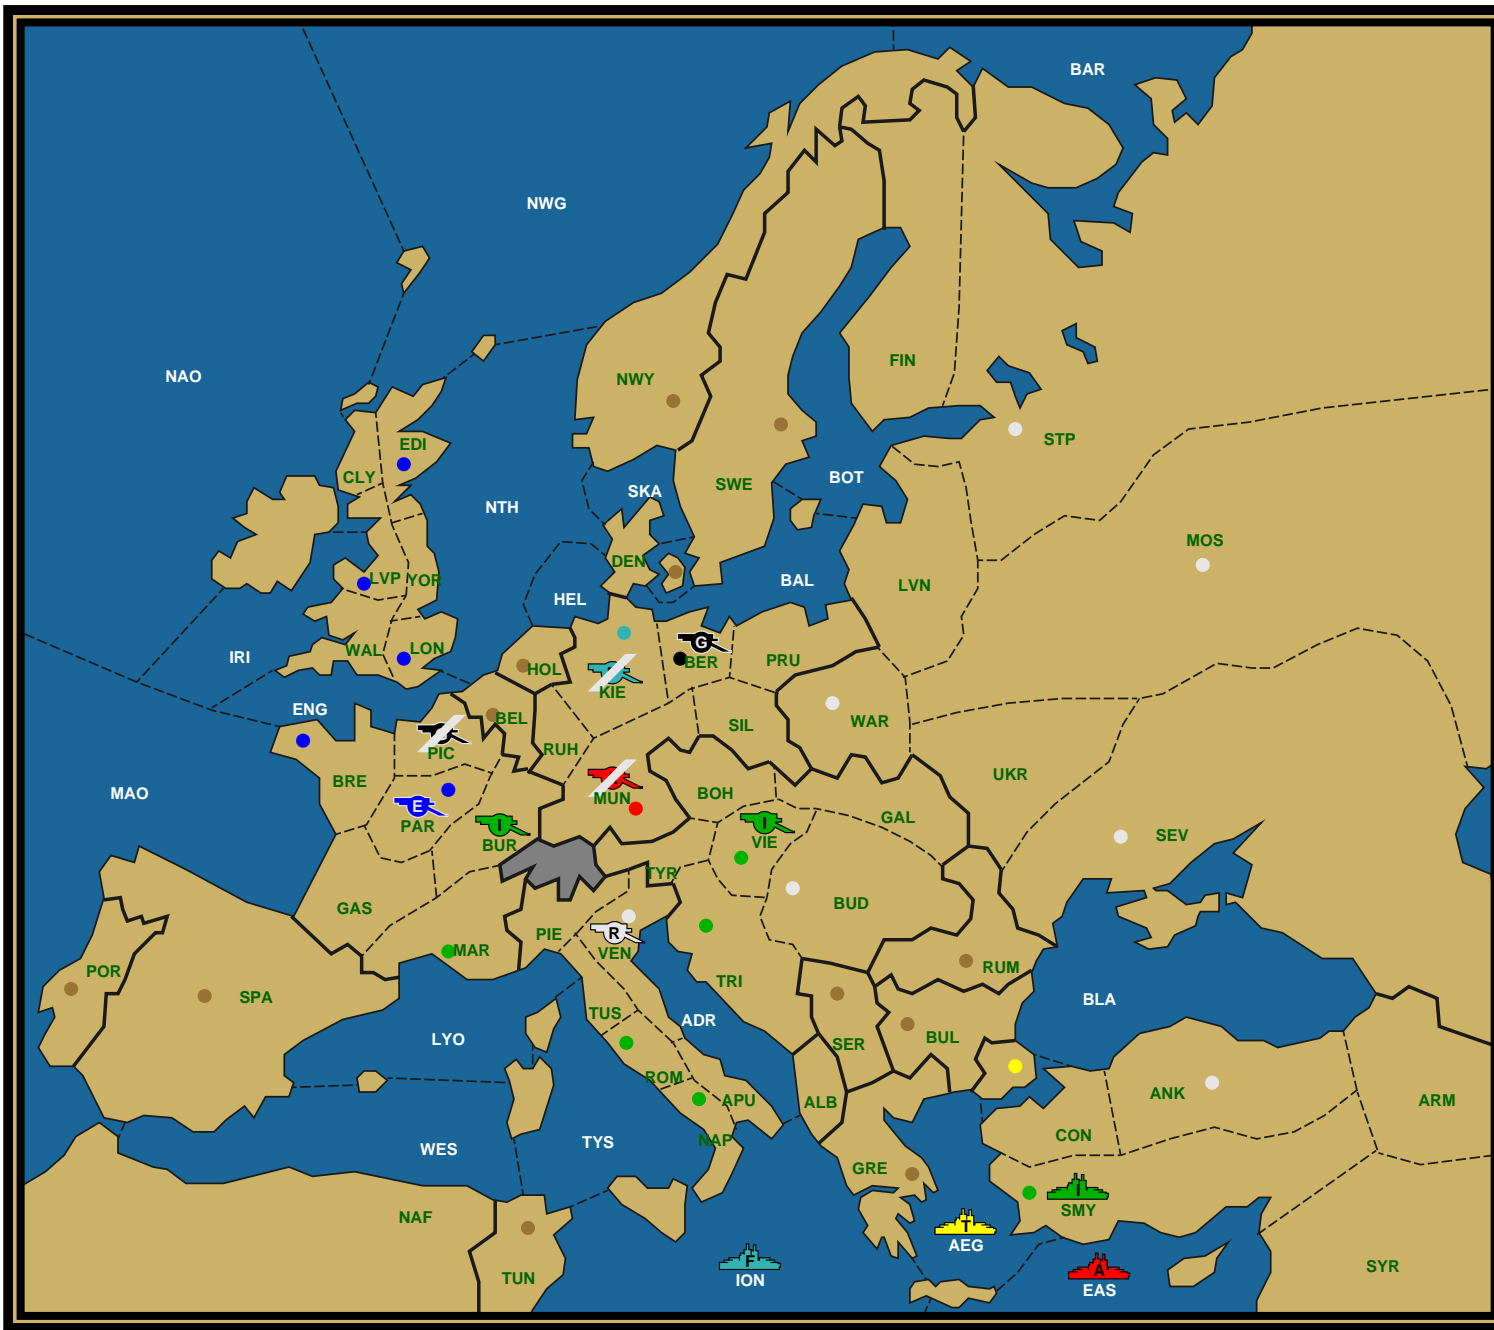 BAR
NWG
NAO
FIN
NWY
STP
EDI
CLY
SWE
BOT
SKA
NTH
MOS
DEN
LVP YOR
BAL
LVN
HEL
IRI
WAL
LON
HOL
G
BER
PRU
KIE
ENG
BEL
PIC
RUH
SIL
WAR
UKR
BRE
MAO
MUN
BOH
E
PAR
I
BUR
I
VIE
GAL
SEV
TYR
GAS
BUD
MAR
PIE
R
VEN
POR
SPA
TRI
RUM
BLA
TUS
ADR
LYO
SER
BUL
ROM
APU
ALB
ANK
ARM
CON
NAP
TYS
WES
GRE
I
SMY
NAF
T
AEG
F
ION
A
EAS
TUN
SYR